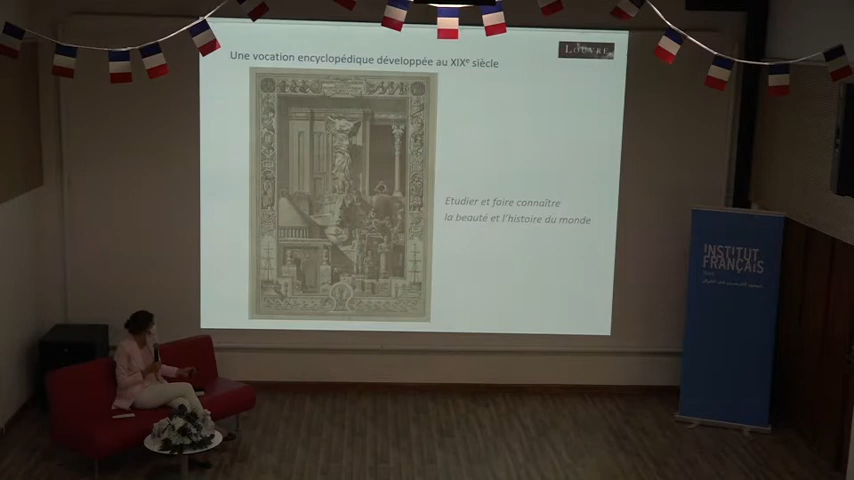 Une vocation encyclopédique développée au XIXᵉ siècle
LOUVRE
Etudier et faire connaître
la beauté et l'histoire du monde
INSTITUT
FRANÇAIS